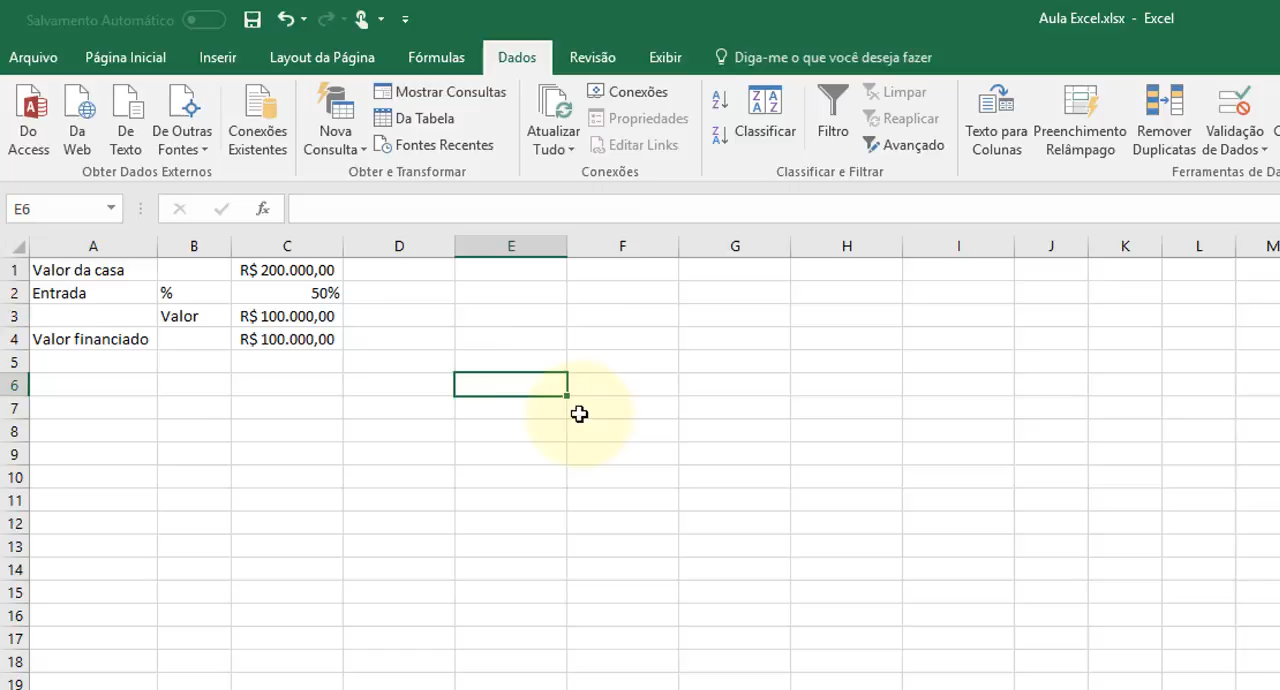 Salvamento Automático
Aula Excel.xlsx - Excel
Arquivo Página Inicial Inserir Layout da Página Fórmulas Dados Revisão Exibir Diga-me o que você deseja fazer
Do Access
Da Web
De Texto
De Outras Fontes
Conexões Existentes
Obter Dados Externos
Nova Consulta
Mostrar Consultas
Da Tabela
Fontes Recentes
Obter e Transformar
Atualizar Tudo
Conexões
Propriedades
Editar Links
Conexões
Classificar
Filtro
Limpar
Reaplicar
Avançado
Classificar e Filtrar
Texto para Colunas
Preenchimento Relâmpago
Remover Duplicatas
Validação de Dados
C
Ferramentas de Da
E6 fx
A B C D E F G H I J K L M
1 Valor da casa R$ 200.000,00
2 Entrada % 50%
3 Valor R$ 100.000,00
4 Valor financiado R$ 100.000,00
5
6
7
8
9
10
11
12
13
14
15
16
17
18
19